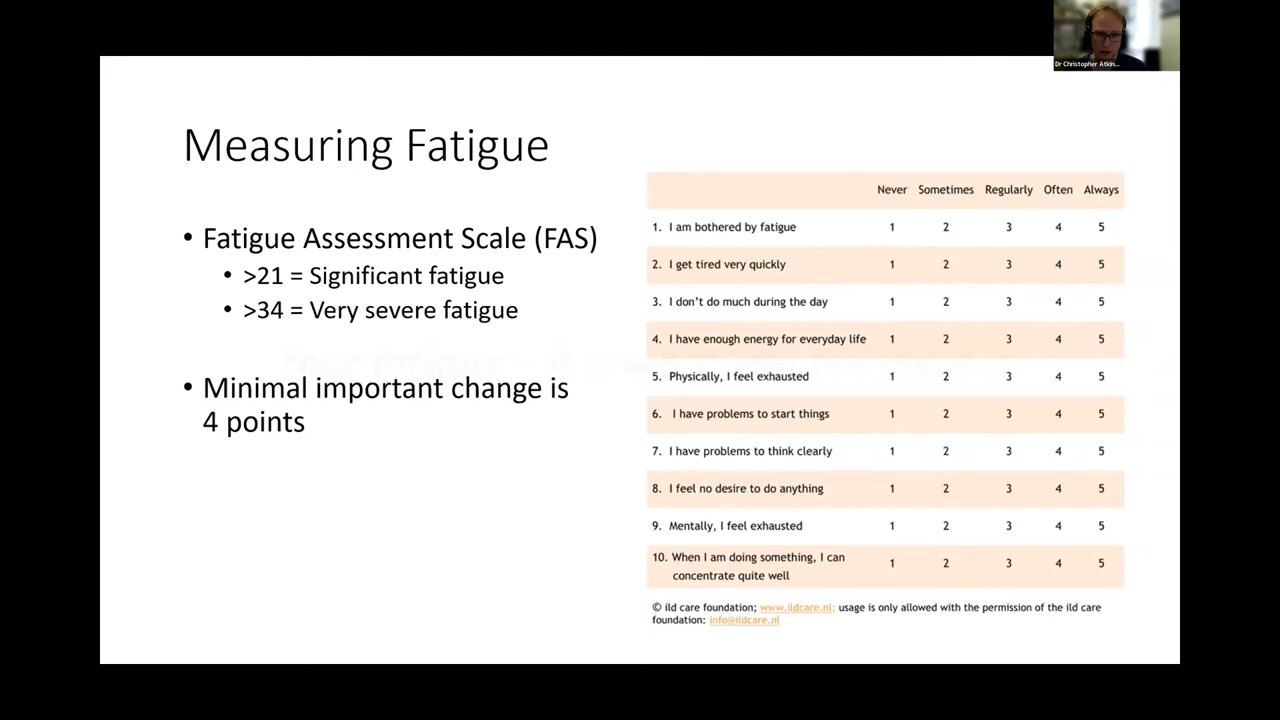 Dr Christopher Atkin...
Measuring Fatigue
• Fatigue Assessment Scale (FAS)
• >21 = Significant fatigue
• >34 = Very severe fatigue
• Minimal important change is
4 points
Never Sometimes Regularly Often Always
1. I am bothered by fatigue 1 2 3 4 5
2. I get tired very quickly 1 2 3 4 5
3. I don't do much during the day 1 2 3 4 5
4. I have enough energy for everyday life 1 2 3 4 5
5. Physically, I feel exhausted 1 2 3 4 5
6. I have problems to start things 1 2 3 4 5
7. I have problems to think clearly 1 2 3 4 5
8. I feel no desire to do anything 1 2 3 4 5
9. Mentally, I feel exhausted 1 2 3 4 5
10. When I am doing something, I can
concentrate quite well 1 2 3 4 5
© ild care foundation; www.ildcare.nl; usage is only allowed with the permission of the ild care
foundation: info@ildcare.nl